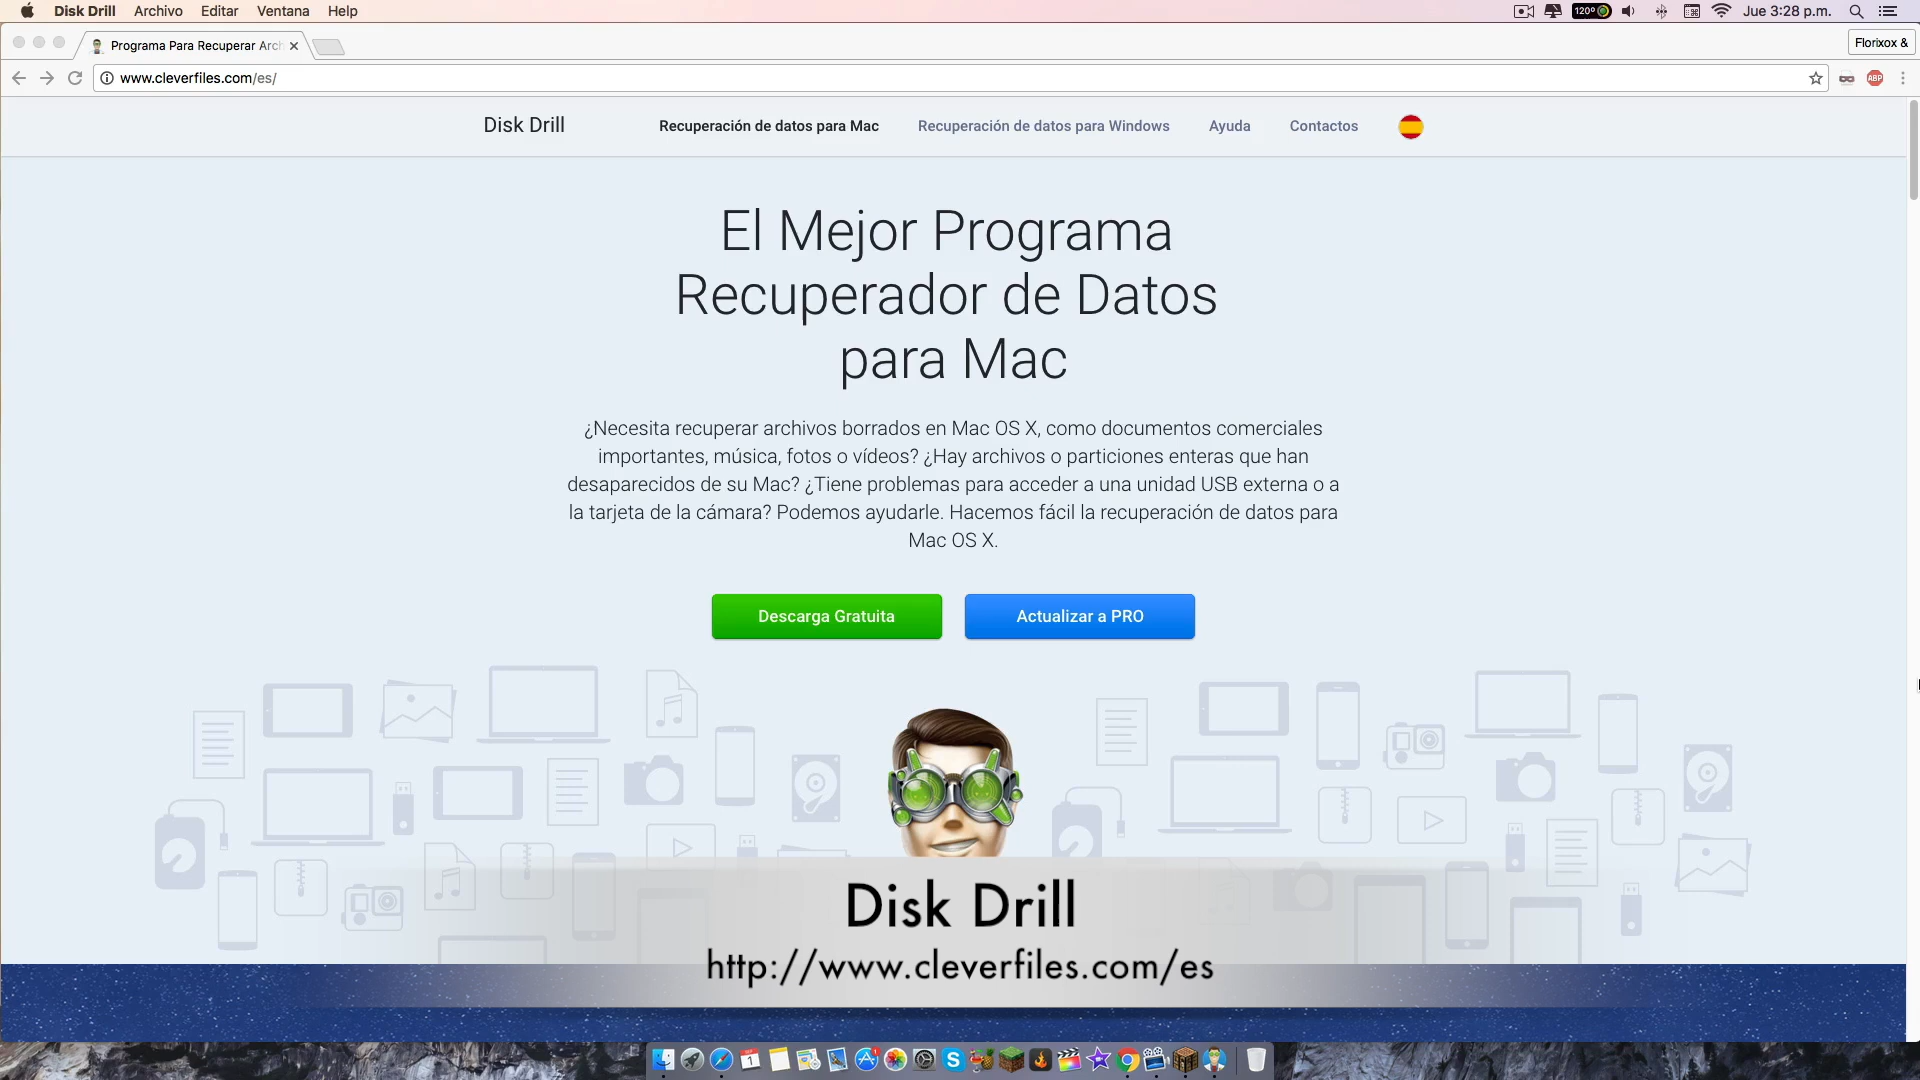 Disk Drill Archivo Editar Ventana Help
120º Jue 3:28 p.m.
Programa Para Recuperar Arch
Florixox &
www.cleverfiles.com/es/
ABP
Disk Drill Recuperación de datos para Mac Recuperación de datos para Windows Ayuda Contactos
El Mejor Programa
Recuperador de Datos
para Mac
¿Necesita recuperar archivos borrados en Mac OS X, como documentos comerciales
importantes, música, fotos o vídeos? ¿Hay archivos o particiones enteras que han
desaparecidos de su Mac? ¿Tiene problemas para acceder a una unidad USB externa o a
la tarjeta de la cámara? Podemos ayudarle. Hacemos fácil la recuperación de datos para
Mac OS X.
Descarga Gratuita Actualizar a PRO
Disk Drill
http://www.cleverfiles.com/es
1
1